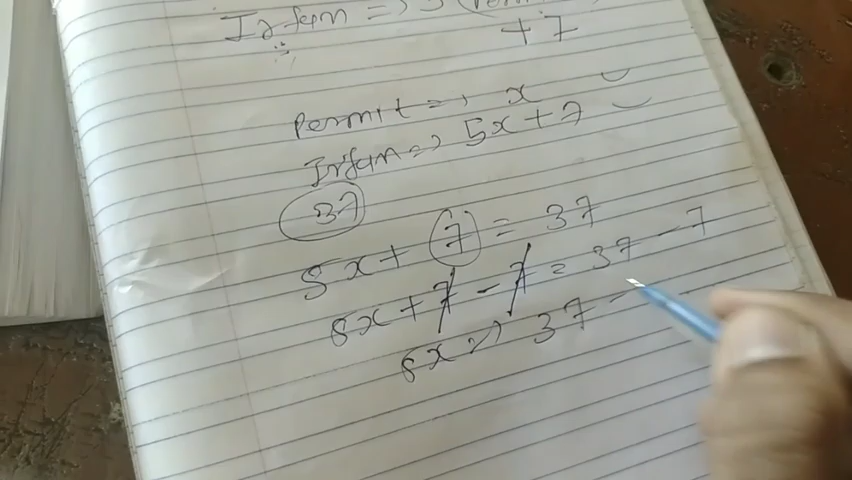 Irfan => 5
+ 7
Permit => x
Irfan => 5x + 7
37
5x + 7 = 37
5x + 7 - 7 = 37 - 7
5x => 37 -